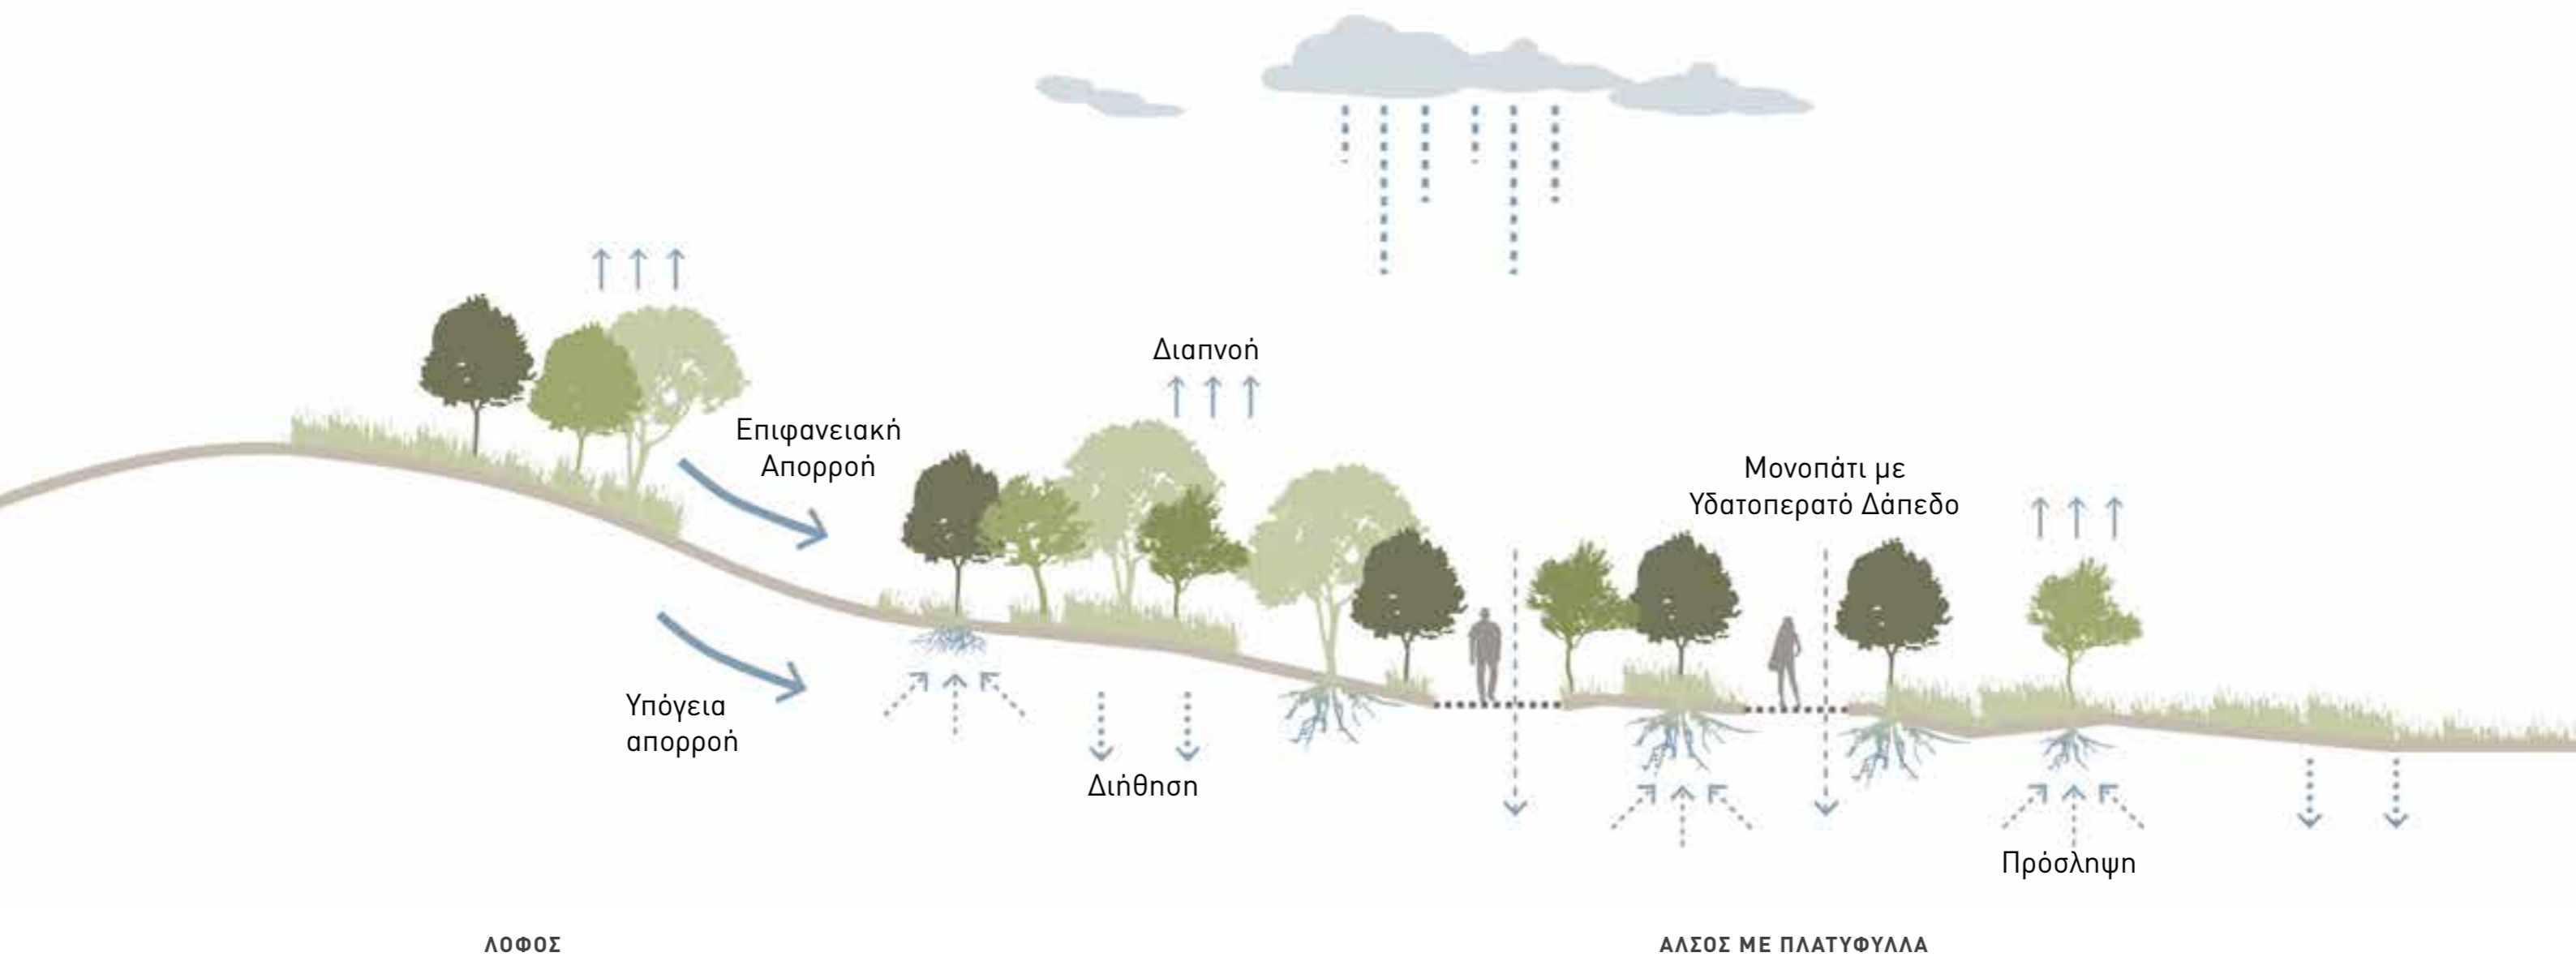 Διαπνοή
Επιφανειακή
Απορροή
Μονοπάτι με
Υδατοπερατό Δάπεδο
Υπόγεια
απορροή
Διήθηση
Πρόσληψη
ΛΟΦΟΣ
ΑΛΣΟΣ ΜΕ ΠΛΑΤΥΦΥΛΛΑ